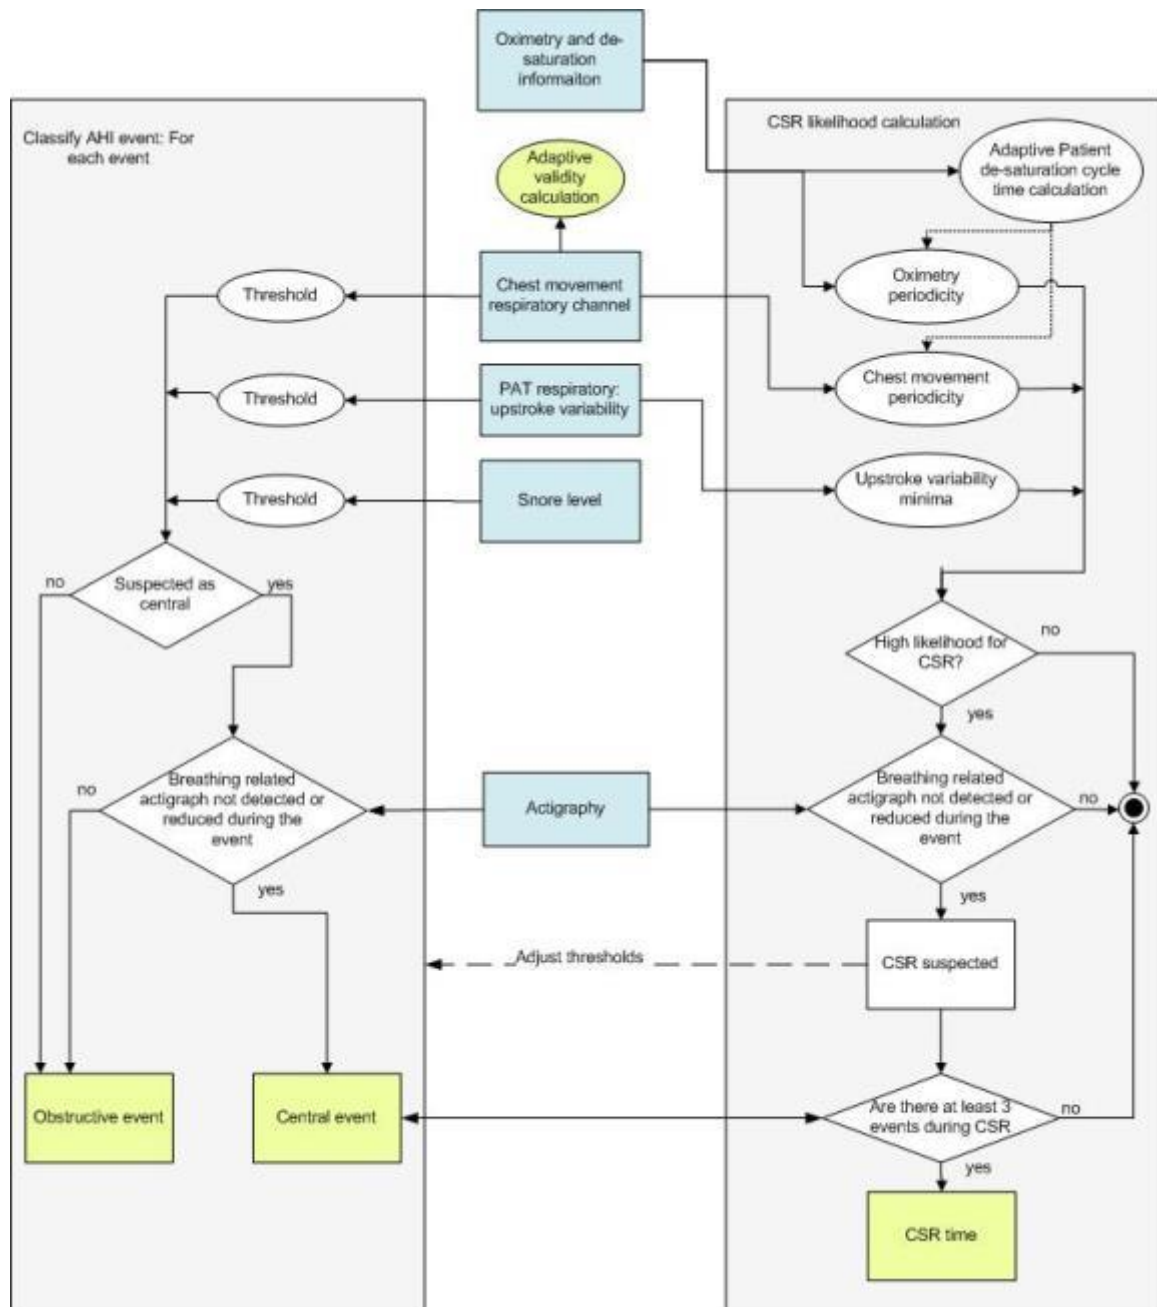 Oximetry and de-
saturation
informaiton
Classify AHI event: For
each event
Adaptive
validity
calculation
CSR likelihood calculation
Adaptive Patient
de-saturation cycle
time calculation
Threshold
Chest movement
respiratory channel
Oximetry
periodicity
Threshold
PAT respiratory:
upstroke variability
Chest movement
periodicity
Threshold
Snore level
Upstroke variability
minima
no
Suspected as
central
yes
High likelihood for
CSR?
no
yes
no
Breathing related
actigraph not detected or
reduced during the
event
yes
Actigraphy
Breathing related
actigraph not detected or
reduced during the
event
no
yes
Adjust thresholds
CSR suspected
Obstructive event
Central event
Are there at least 3
events during CSR
no
yes
CSR time